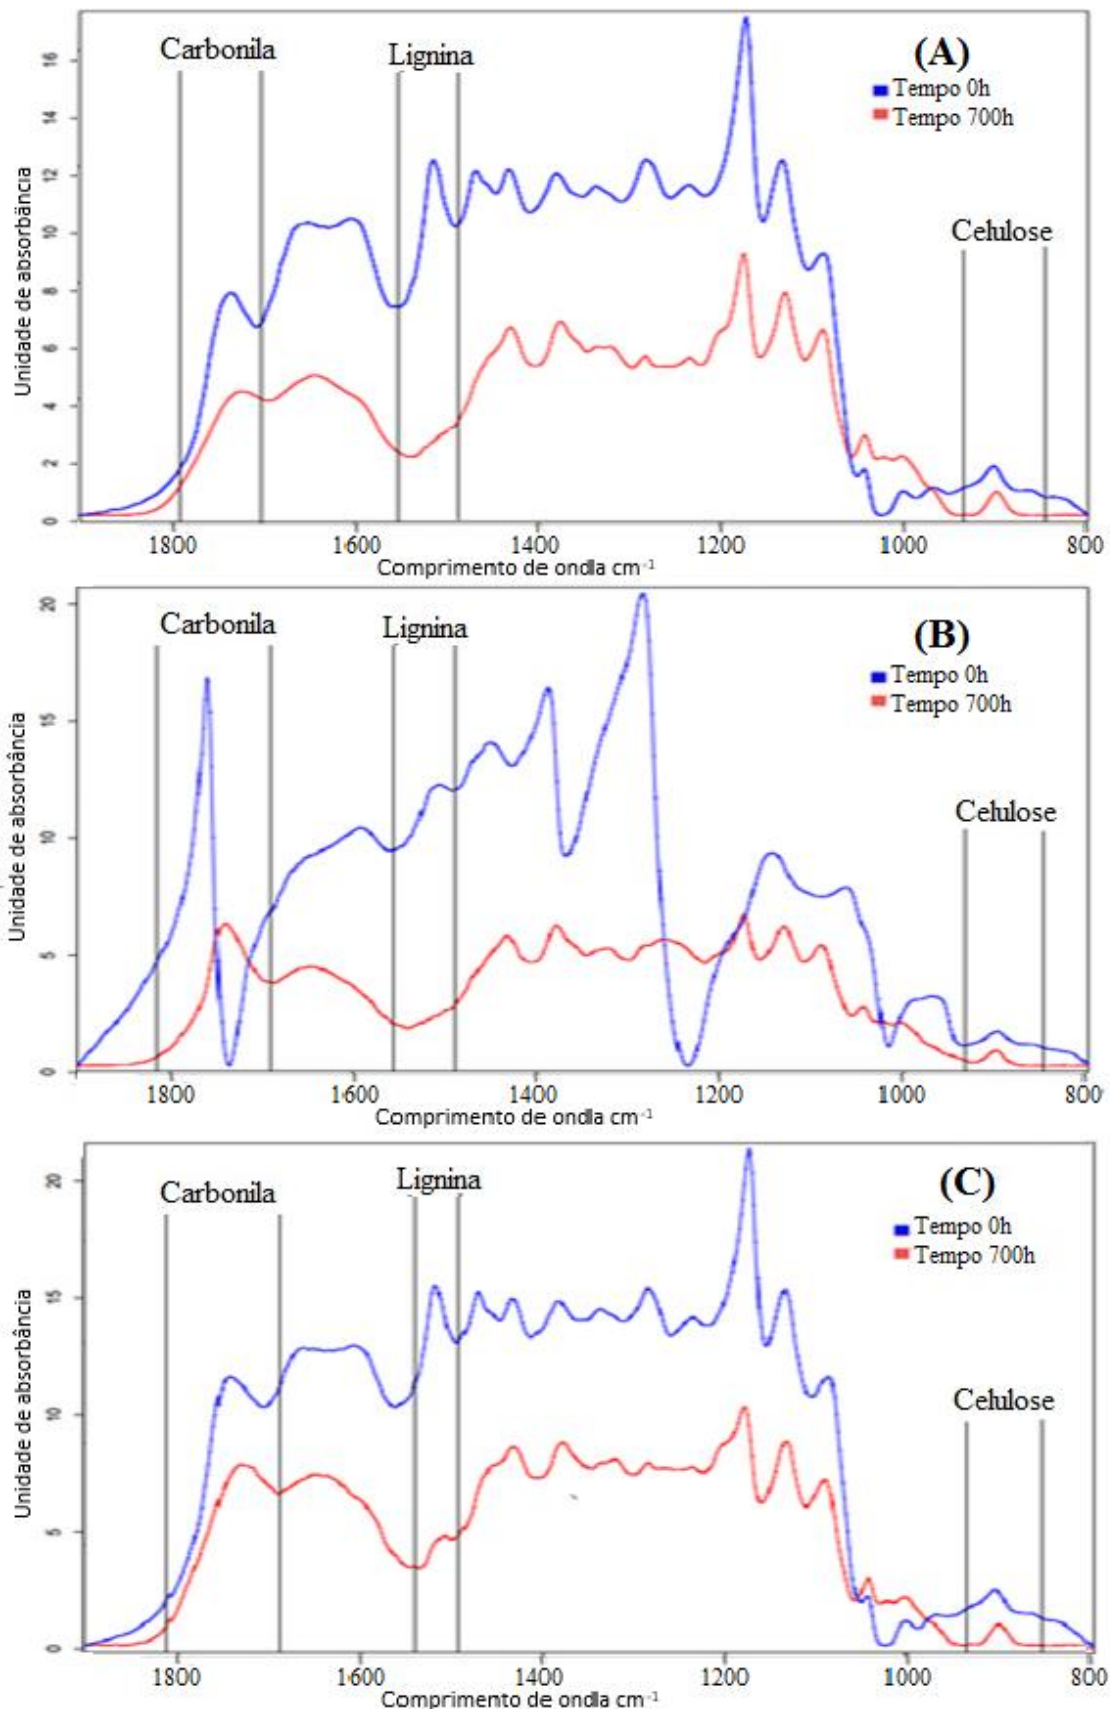 Carbonila
Lignina
(A)
Tempo 0h
Tempo 700h
Celulose
Unidade de absorbância
16
14
12
10
8
6
4
2
0
1800 1600 1400 1200 1000 800
Comprimento de onda cm⁻¹
Carbonila
Lignina
(B)
Tempo 0h
Tempo 700h
Celulose
Unidade de absorbância
20
15
10
5
0
1800 1600 1400 1200 1000 800
Comprimento de onda cm⁻¹
Carbonila
Lignina
(C)
Tempo 0h
Tempo 700h
Celulose
Unidade de absorbância
20
15
10
5
0
1800 1600 1400 1200 1000 800
Comprimento de onda cm⁻¹